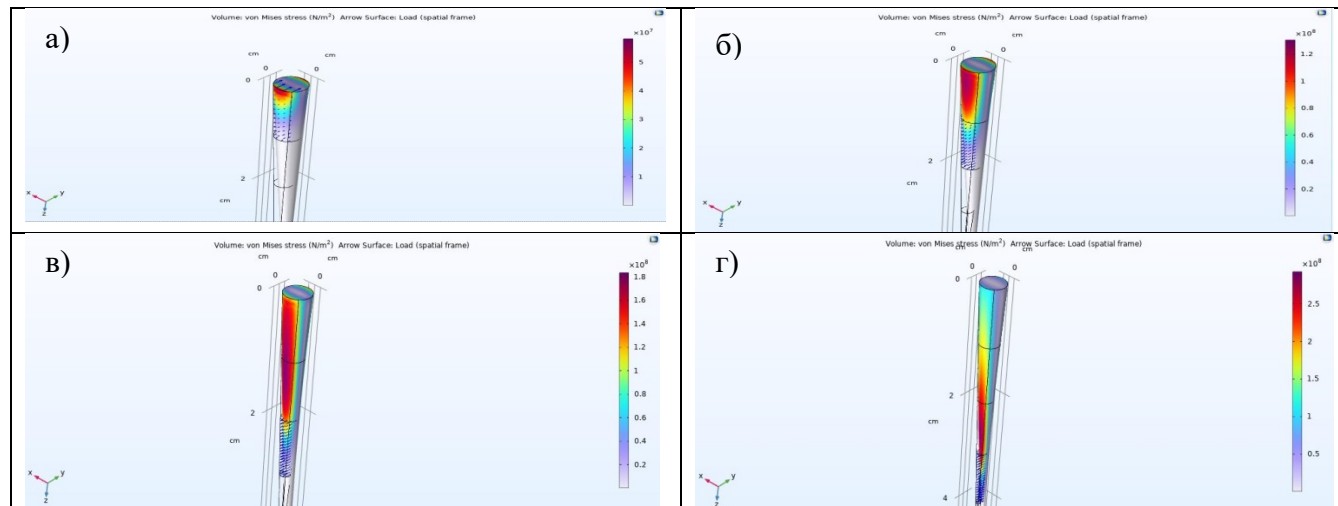 а)
Volume: von Mises stress (N/m²) Arrow Surface: Load (spatial frame)
×10⁷
cm
cm
0
0
0
5
4
3
2
1
2
cm
x
y
z
б)
Volume: von Mises stress (N/m²) Arrow Surface: Load (spatial frame)
×10⁸
cm
cm
0
0
0
1.2
1
0.8
0.6
0.4
0.2
2
cm
x
y
z
в)
Volume: von Mises stress (N/m²) Arrow Surface: Load (spatial frame)
×10⁸
cm
cm
0
0
0
1.8
1.6
1.4
1.2
1
0.8
0.6
0.4
0.2
2
cm
x
y
z
г)
Volume: von Mises stress (N/m²) Arrow Surface: Load (spatial frame)
×10⁸
cm
cm
0
0
0
2.5
2
1.5
1
0.5
2
cm
4
x
y
z